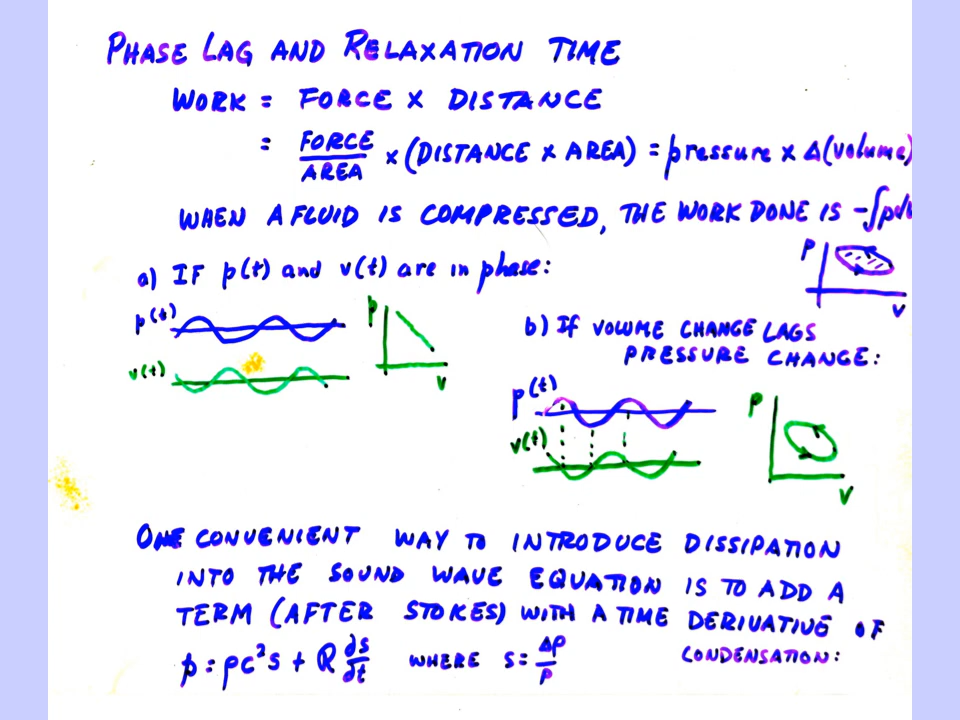 PHASE LAG AND RELAXATION TIME
WORK = FORCE X DISTANCE
= FORCE/AREA X (DISTANCE X AREA) = pressure x Δ(volume)
WHEN A FLUID IS COMPRESSED, THE WORK DONE IS -∫pdv
P
V
a) IF p(t) and v(t) are in phase:
p(t)
v(t)
P
V
b) If VOLUME CHANGE LAGS
PRESSURE CHANGE:
p(t)
v(t)
P
V
ONE CONVENIENT WAY TO INTRODUCE DISSIPATION
INTO THE SOUND WAVE EQUATION IS TO ADD A
TERM (AFTER STOKES) WITH A TIME DERIVATIVE OF
CONDENSATION:
p = ρc²s + R ∂s/∂t WHERE s = Δρ/ρ